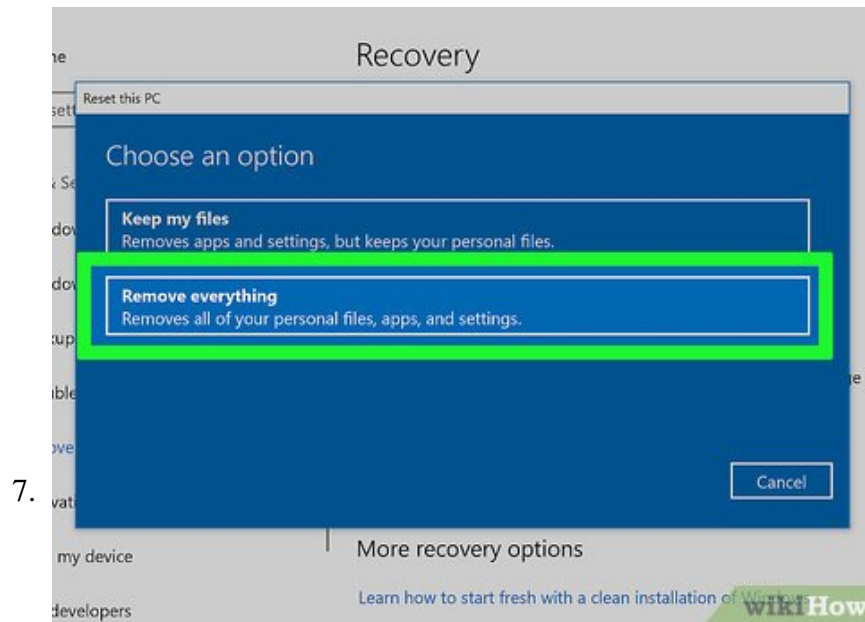 Recovery
Reset this PC
Choose an option
Keep my files
Removes apps and settings, but keeps your personal files.
Remove everything
Removes all of your personal files, apps, and settings.
Cancel
7.
my device
More recovery options
Learn how to start fresh with a clean installation of
developers
wikiHow